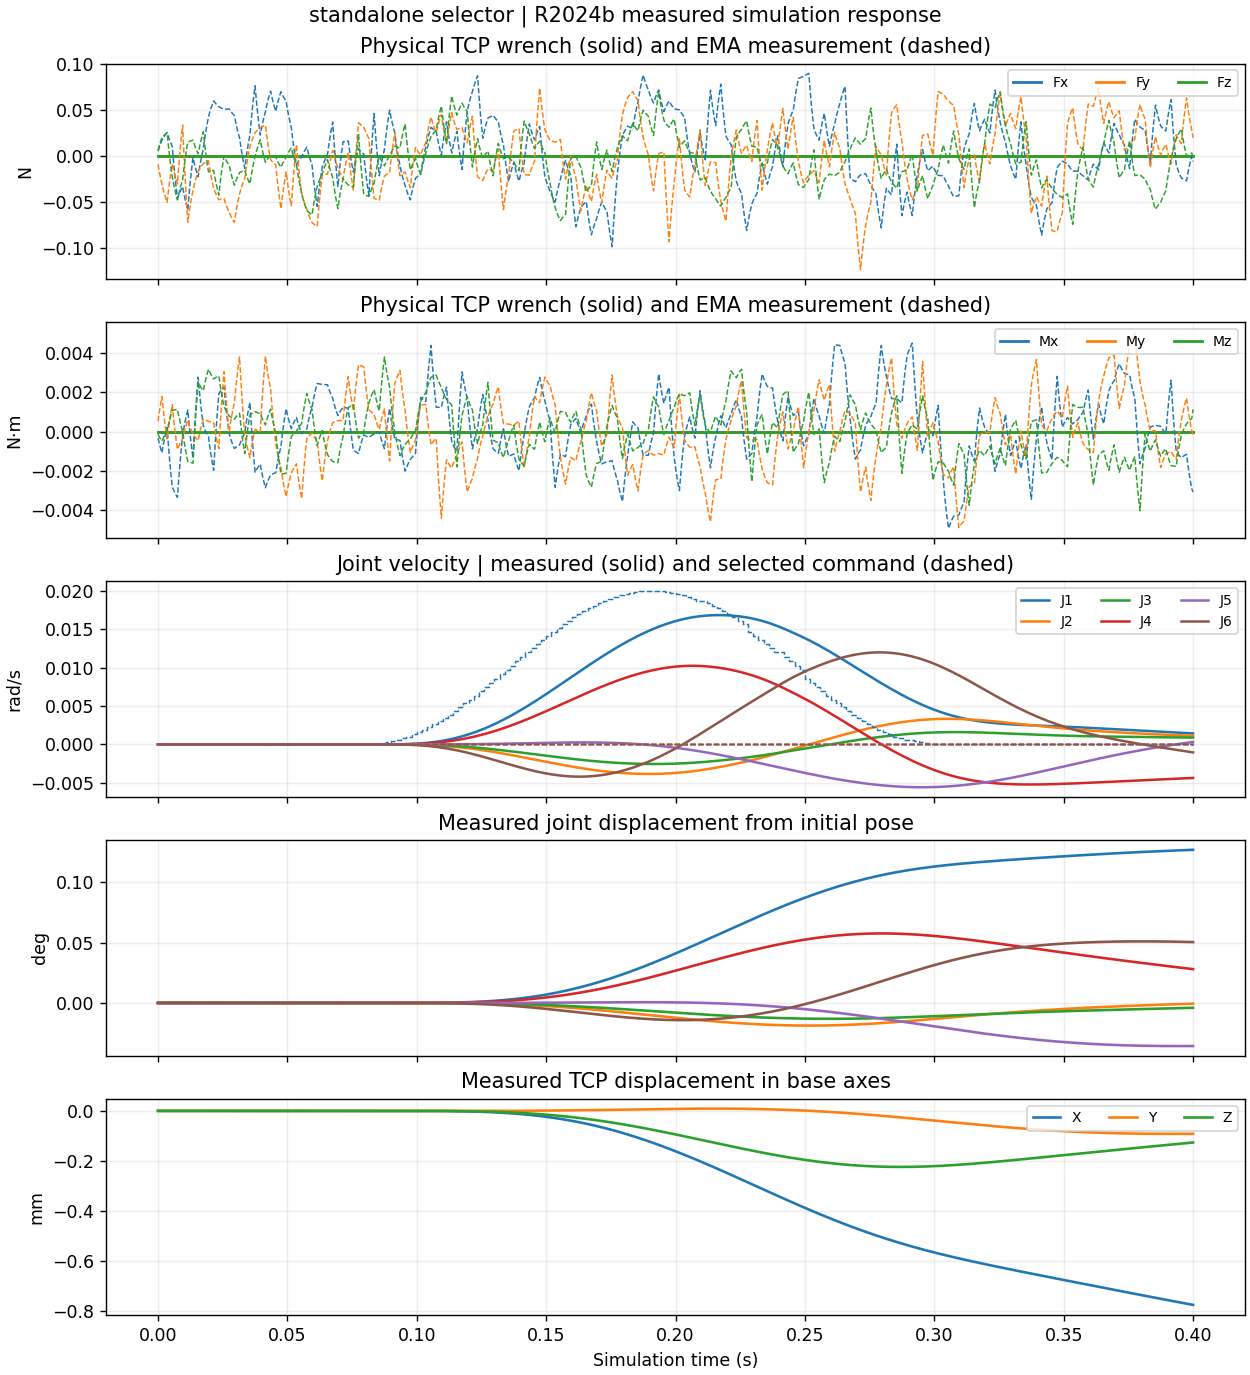 standalone selector | R2024b measured simulation response
Physical TCP wrench (solid) and EMA measurement (dashed)
0.10
0.05
0.00
−0.05
−0.10
N
Fx Fy Fz
Physical TCP wrench (solid) and EMA measurement (dashed)
0.004
0.002
0.000
−0.002
−0.004
N·m
Mx My Mz
Joint velocity | measured (solid) and selected command (dashed)
0.020
0.015
0.010
0.005
0.000
−0.005
rad/s
J1 J3 J5
J2 J4 J6
Measured joint displacement from initial pose
0.10
0.05
0.00
deg
Measured TCP displacement in base axes
0.0
−0.2
−0.4
−0.6
−0.8
mm
X Y Z
0.00 0.05 0.10 0.15 0.20 0.25 0.30 0.35 0.40
Simulation time (s)